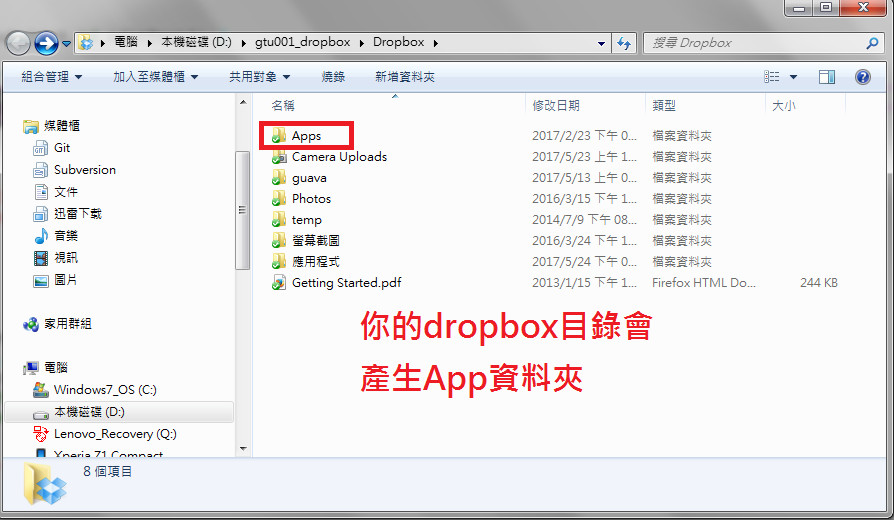 電腦 ▸ 本機磁碟 (D:) ▸ gtu001_dropbox ▸ Dropbox ▸
搜尋 Dropbox
組合管理 加入至媒體櫃 共用對象 燒錄 新增資料夾
媒體櫃
Git
Subversion
文件
迅雷下載
音樂
視訊
圖片
家用群組
電腦
Windows7_OS (C:)
本機磁碟 (D:)
Lenovo_Recovery (Q:)
Xperia Z1 Compact
名稱 修改日期 類型 大小
Apps 2017/2/23 下午 0... 檔案資料夾
Camera Uploads 2017/5/23 上午 1... 檔案資料夾
guava 2017/5/13 上午 0... 檔案資料夾
Photos 2016/3/15 下午 1... 檔案資料夾
temp 2014/7/9 下午 08... 檔案資料夾
螢幕截圖 2016/3/24 下午 1... 檔案資料夾
應用程式 2017/5/24 下午 0... 檔案資料夾
Getting Started.pdf 2013/1/15 下午 1... Firefox HTML Do... 244 KB
你的dropbox目錄會
產生App資料夾
8 個項目